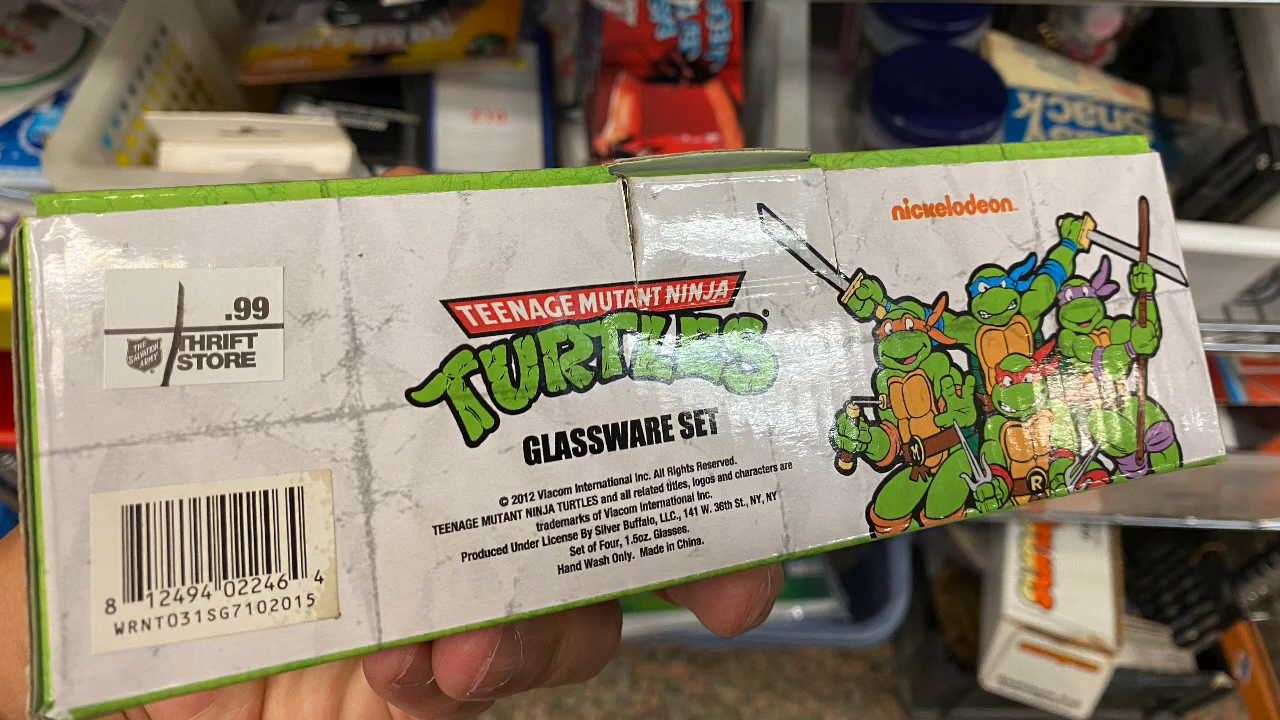 210
snack
nickelodeon
.99
THE SALVATION ARMY
THRIFT
STORE
TEENAGE MUTANT NINJA
TURTLES®
GLASSWARE SET
© 2012 Viacom International Inc. All Rights Reserved.
TEENAGE MUTANT NINJA TURTLES and all related titles, logos and characters are
trademarks of Viacom International Inc.
Produced Under License By Silver Buffalo, LLC., 141 W. 36th St., NY, NY
Set of Four, 1.5oz. Glasses.
Hand Wash Only. Made in China.
M
R
8 12494 02246 4
WRNT031SG7102015